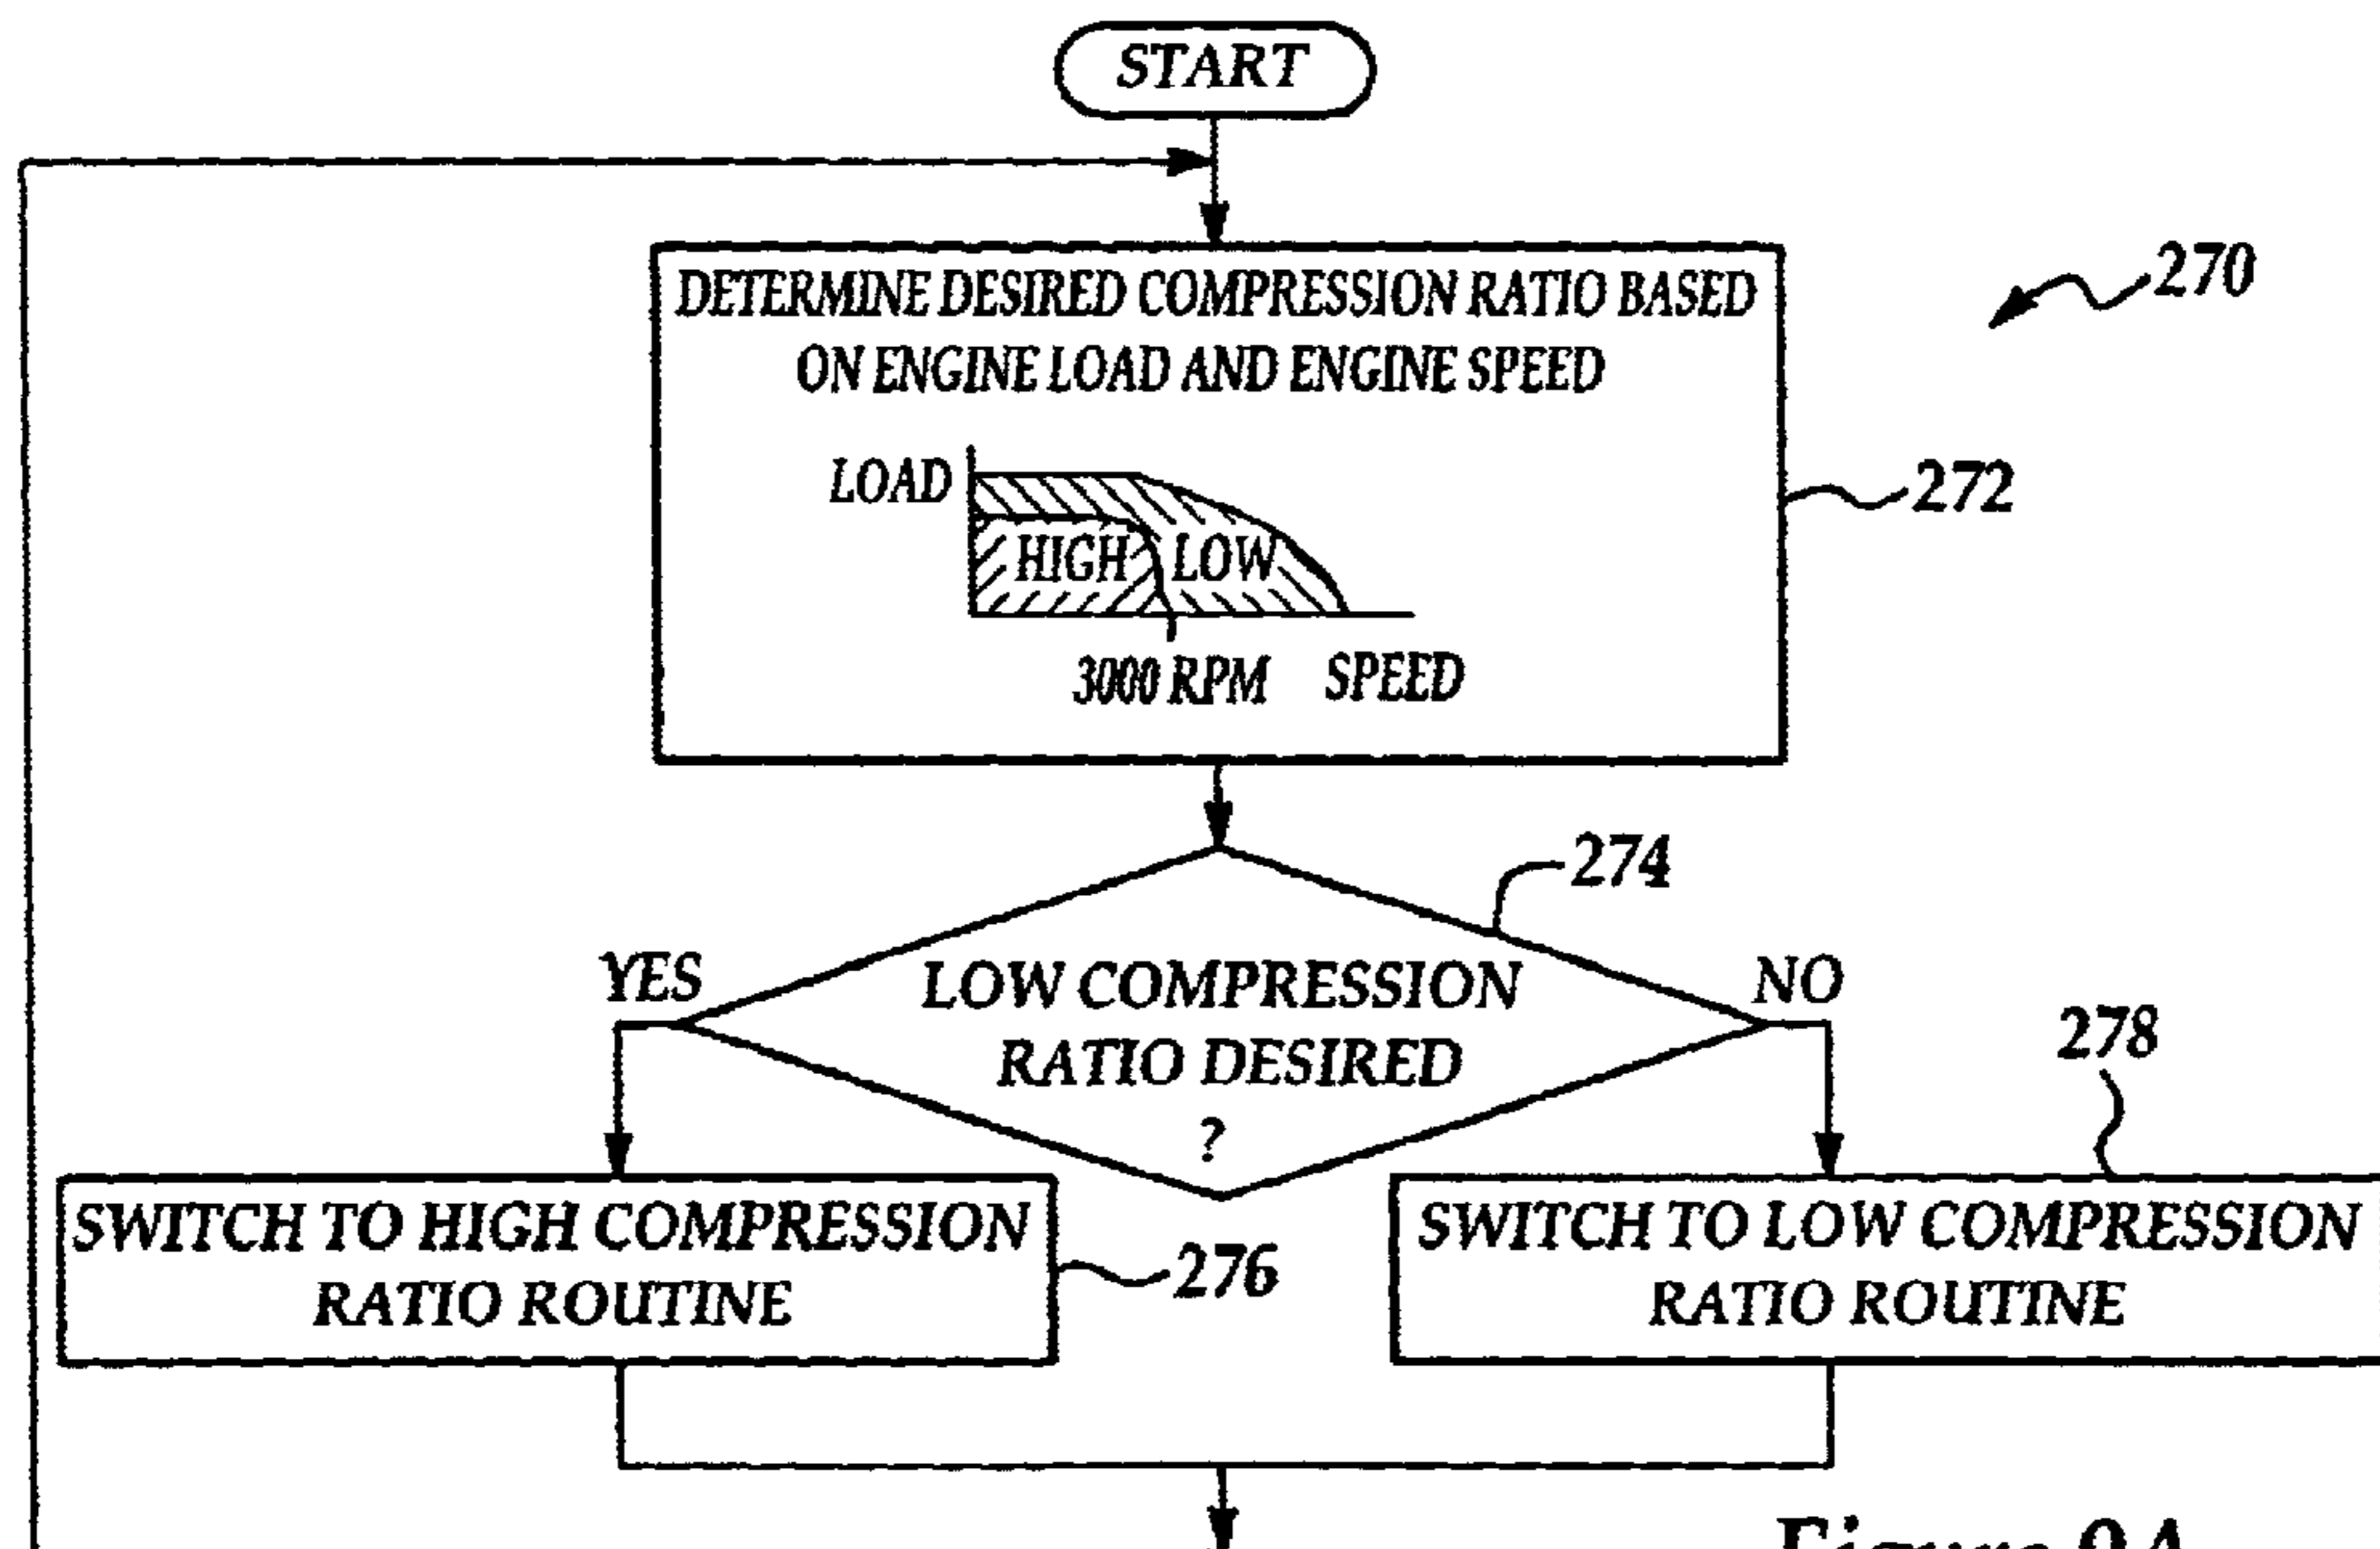 START
DETERMINE DESIRED COMPRESSION RATIO BASED
ON ENGINE LOAD AND ENGINE SPEED
270
LOAD
272
HIGH LOW
3000 RPM SPEED
274
YES
LOW COMPRESSION
NO
RATIO DESIRED
278
?
SWITCH TO HIGH COMPRESSION
RATIO ROUTINE
276
SWITCH TO LOW COMPRESSION
RATIO ROUTINE
Figure 9A